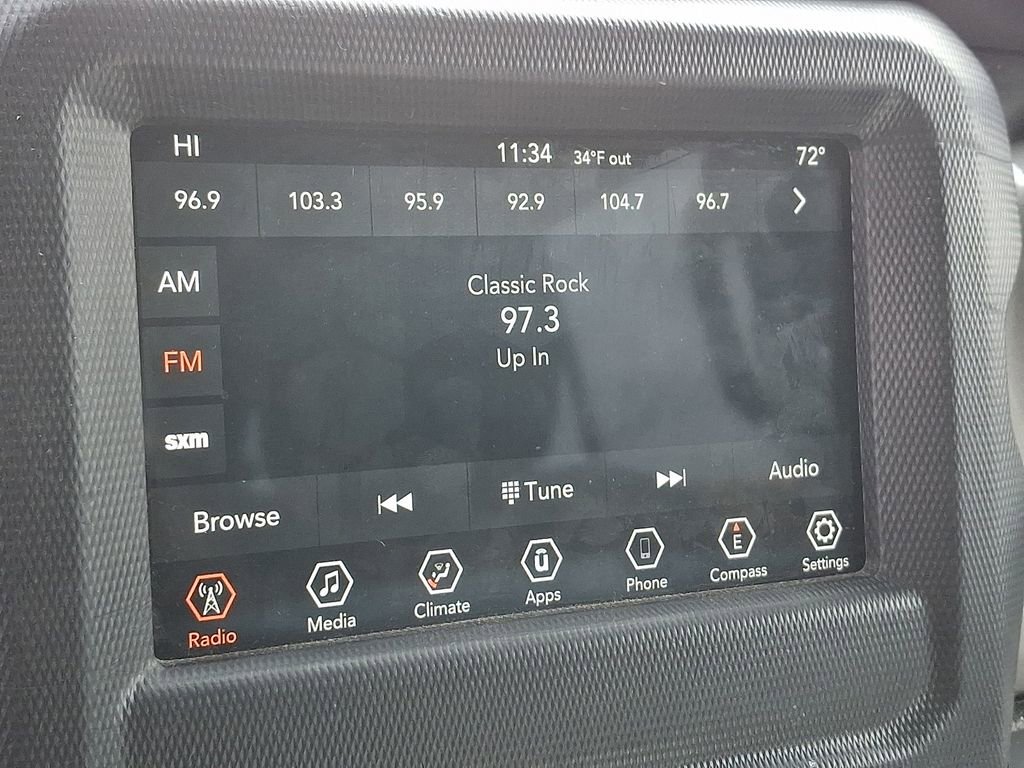 HI 11:34 34°F out 72°
96.9 103.3 95.9 92.9 104.7 96.7
AM
Classic Rock
97.3
FM
Up In
sxm
Browse Tune Audio
Radio Media Climate Apps Phone E Compass Settings